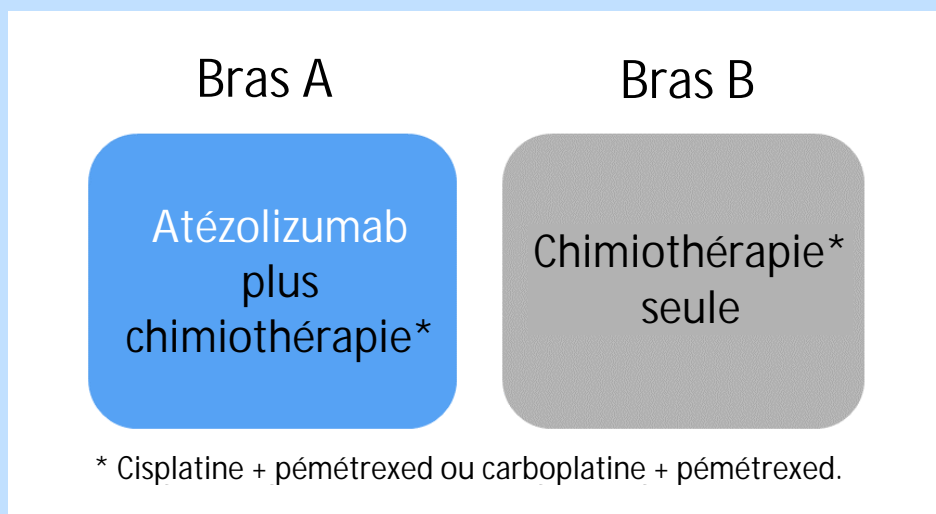 Bras A
Bras B
Atézolizumab
plus
chimiothérapie*
Chimiothérapie*
seule
* Cisplatine + pémétrexed ou carboplatine + pémétrexed.